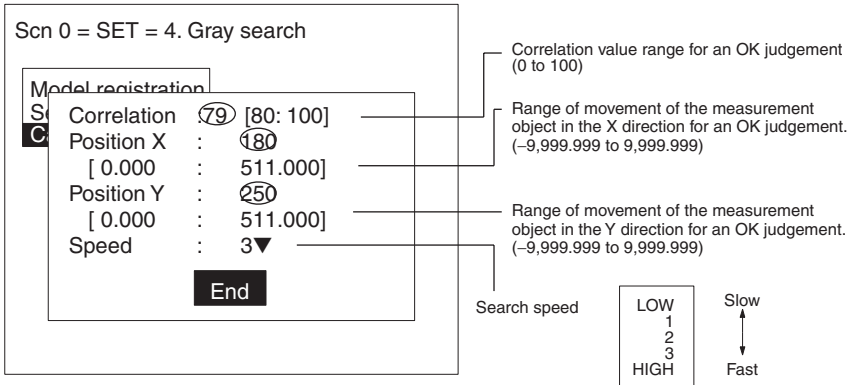 Scn 0 = SET = 4. Gray search
Model registration
Correlation :79 [80: 100]
Position X : 180
[ 0.000 : 511.000]
Position Y : 250
[ 0.000 : 511.000]
Speed : 3▼
End
Correlation value range for an OK judgement
(0 to 100)
Range of movement of the measurement
object in the X direction for an OK judgement.
(−9,999.999 to 9,999.999)
Range of movement of the measurement
object in the Y direction for an OK judgement.
(−9,999.999 to 9,999.999)
Search speed
LOW
1
2
3
HIGH
Slow
Fast